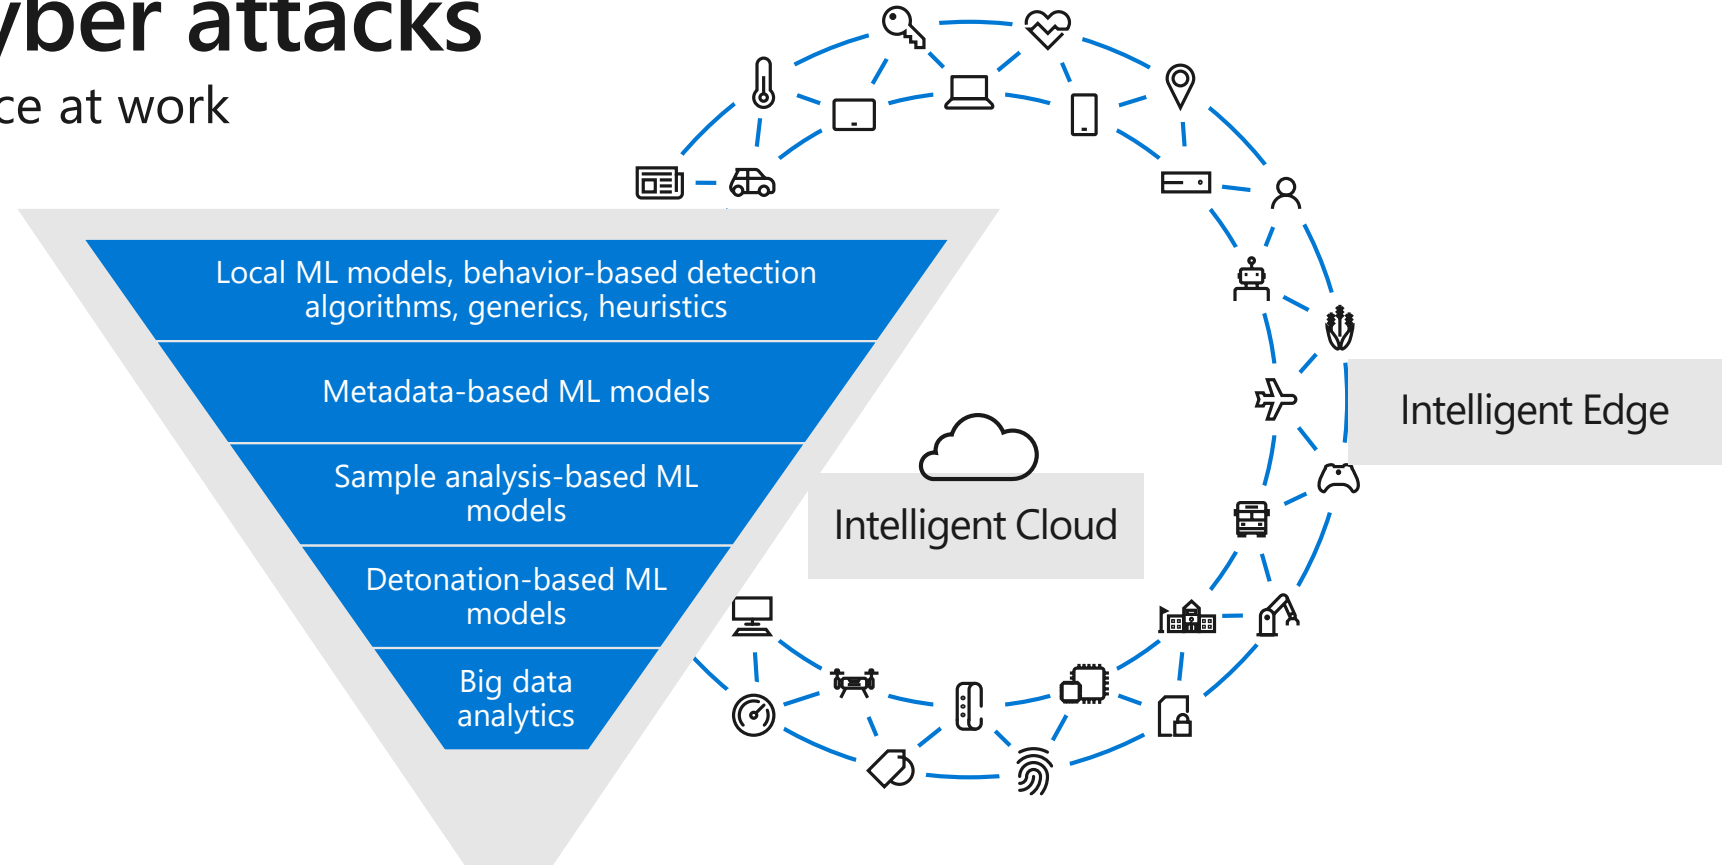 yber attacks
ce at work
Local ML models, behavior-based detection
algorithms, generics, heuristics
Metadata-based ML models
Sample analysis-based ML
models
Detonation-based ML
models
Big data
analytics
Intelligent Cloud
Intelligent Edge